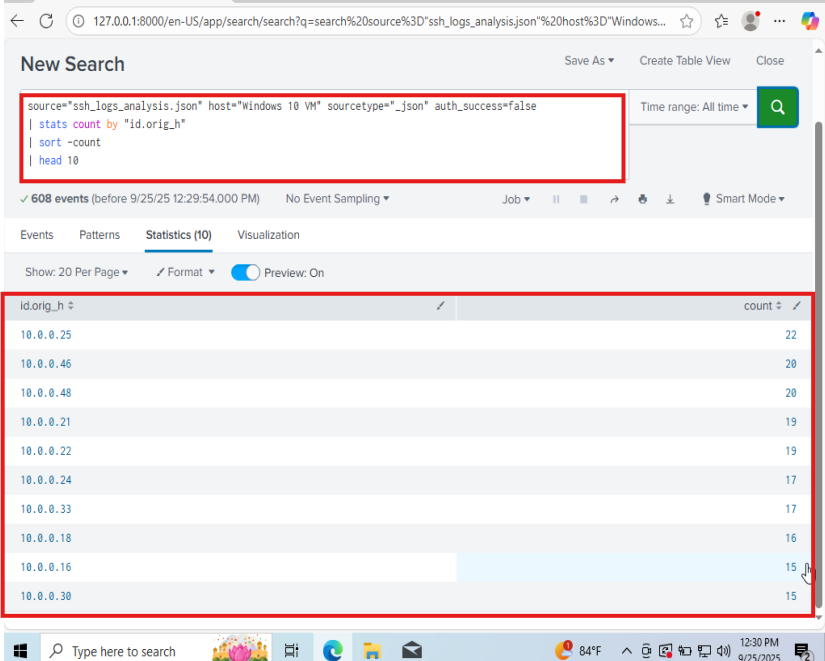 127.0.0.1:8000/en-US/app/search/search?q=search%20source%3D"ssh_logs_analysis.json"%20host%3D"Windows...
New Search
Save As
Create Table View
Close
source="ssh_logs_analysis.json" host="Windows 10 VM" sourcetype="_json" auth_success=false
| stats count by "id.orig_h"
| sort -count
| head 10
Time range: All time
608 events (before 9/25/25 12:29:54.000 PM)
No Event Sampling
Job
Smart Mode
Events
Patterns
Statistics (10)
Visualization
Show: 20 Per Page
Format
Preview: On
id.orig_h
count
10.0.0.25
22
10.0.0.46
20
10.0.0.48
20
10.0.0.21
19
10.0.0.22
19
10.0.0.24
17
10.0.0.33
17
10.0.0.18
16
10.0.0.16
15
10.0.0.30
15
Type here to search
84°F
12:30 PM
9/25/2025
2